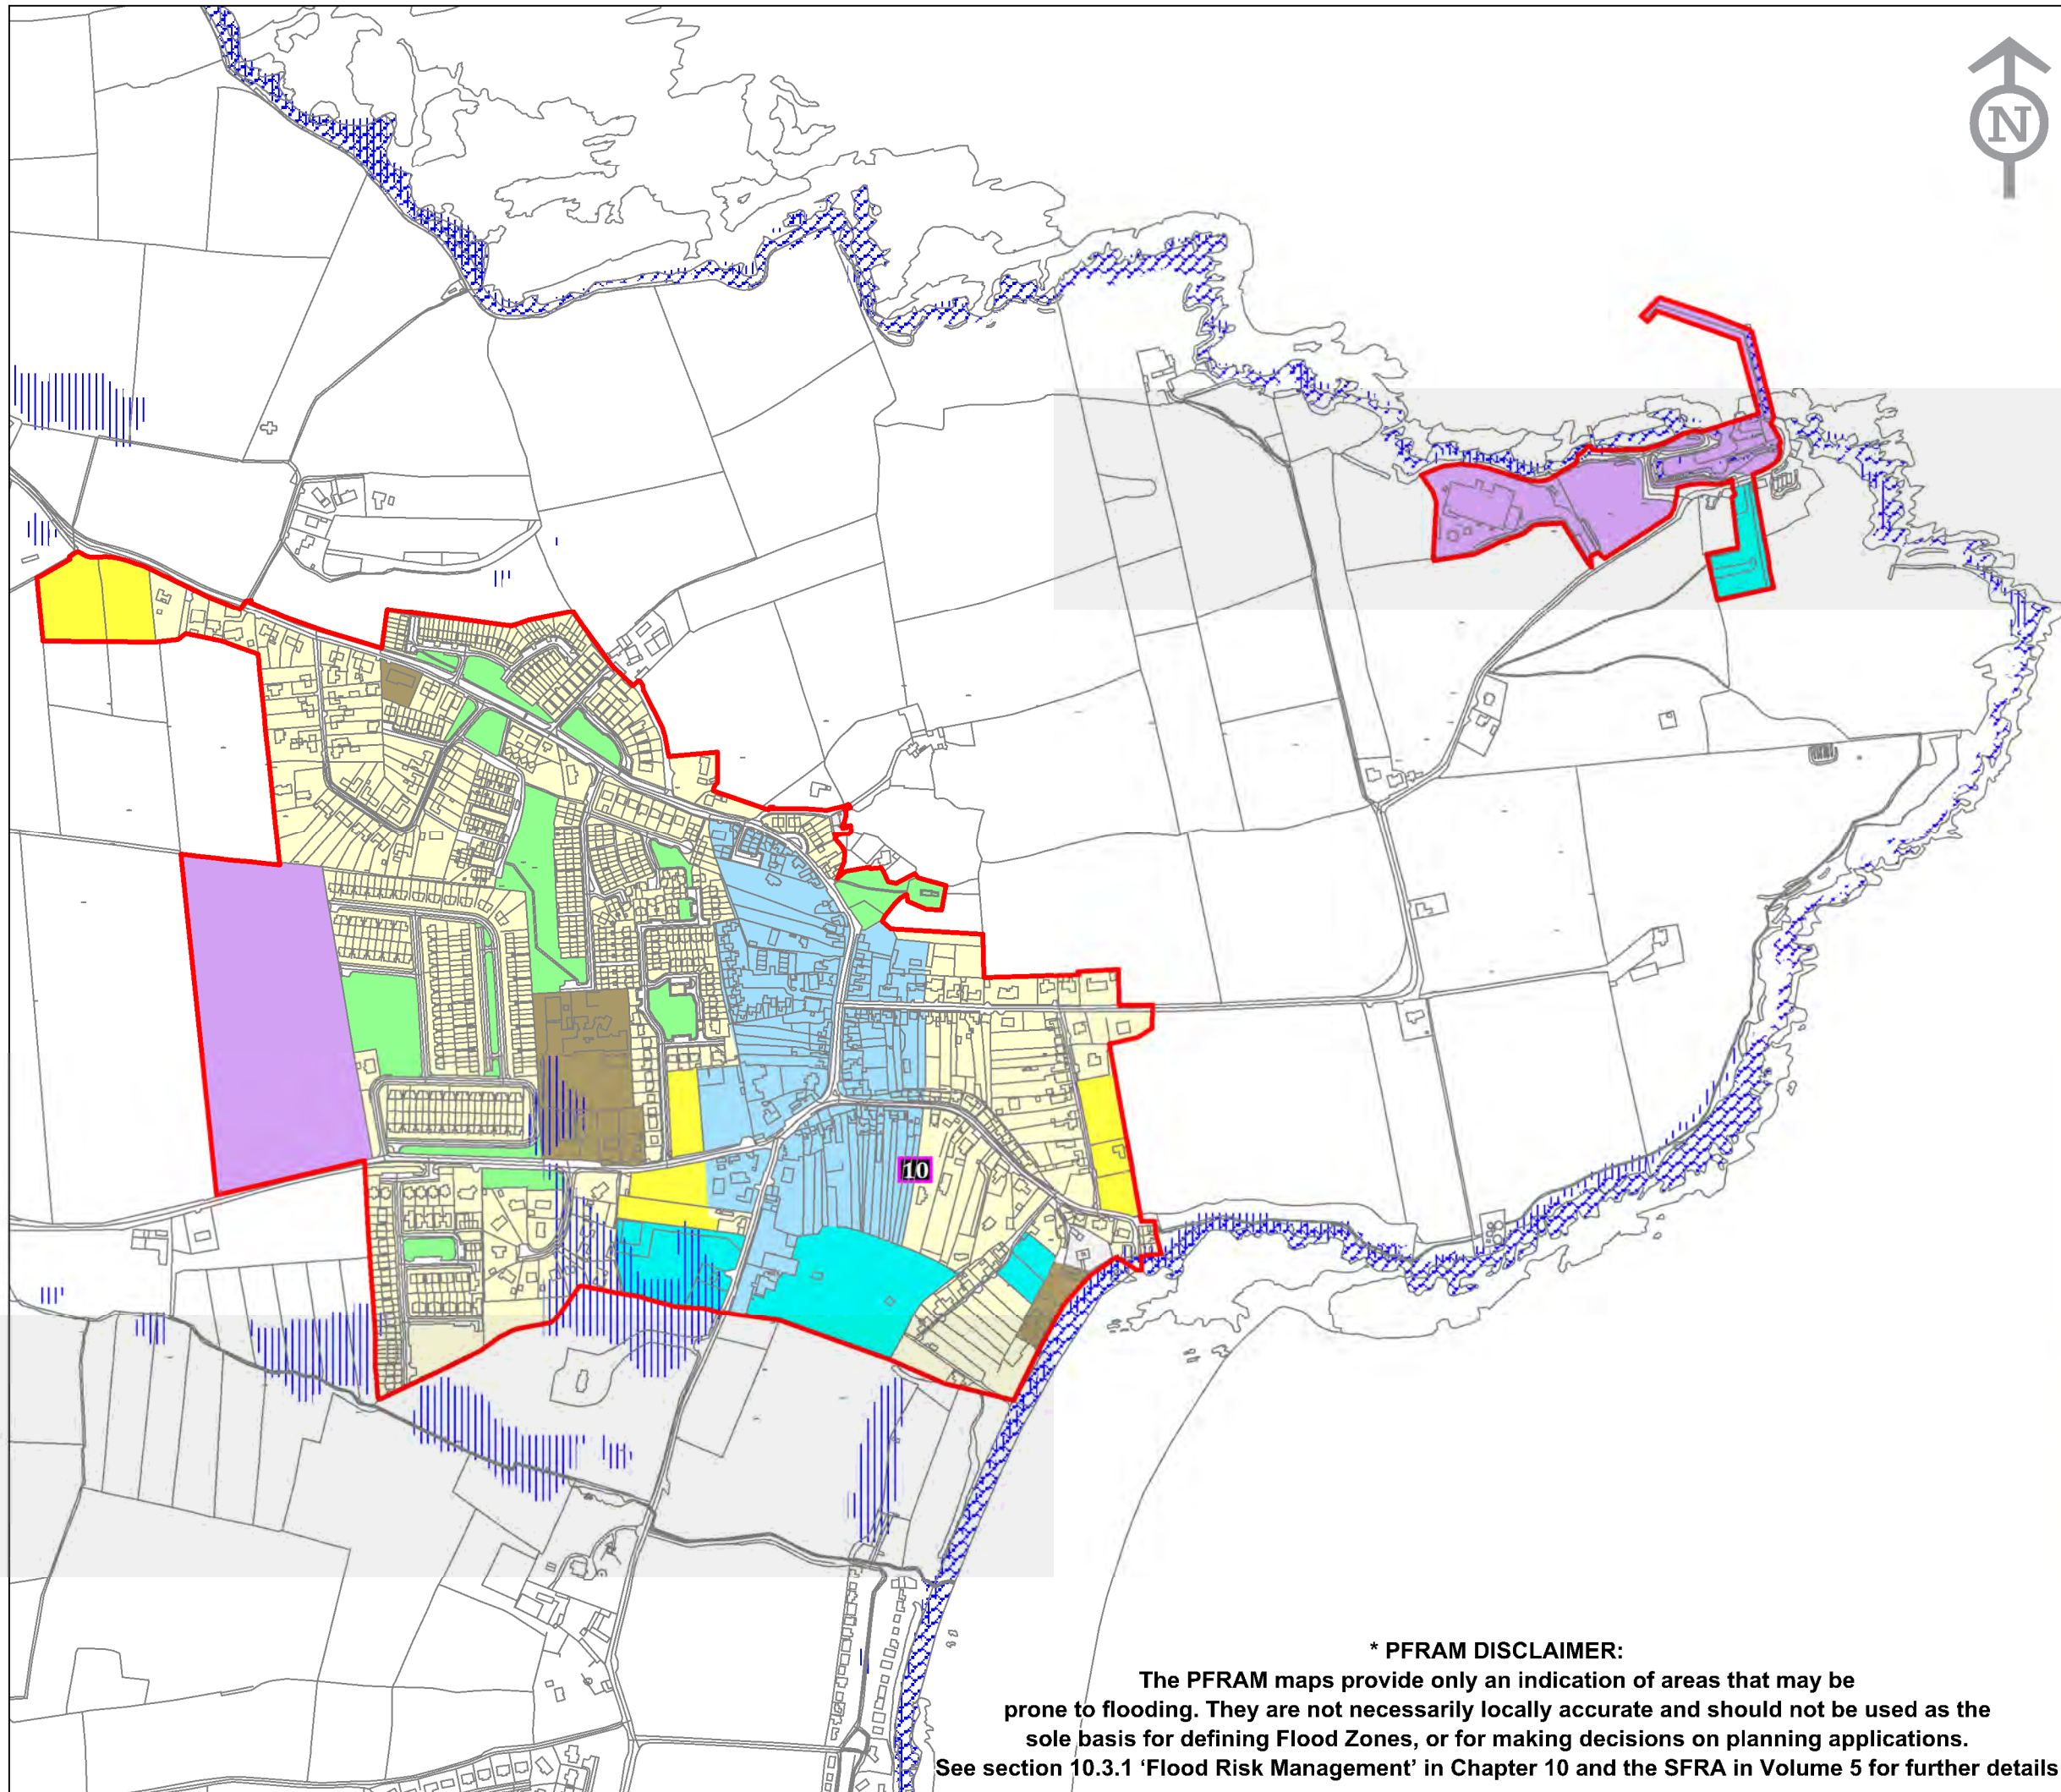 N
10
* PFRAM DISCLAIMER:
The PFRAM maps provide only an indication of areas that may be
prone to flooding. They are not necessarily locally accurate and should not be used as the
sole basis for defining Flood Zones, or for making decisions on planning applications.
See section 10.3.1 ‘Flood Risk Management’ in Chapter 10 and the SFRA in Volume 5 for further details